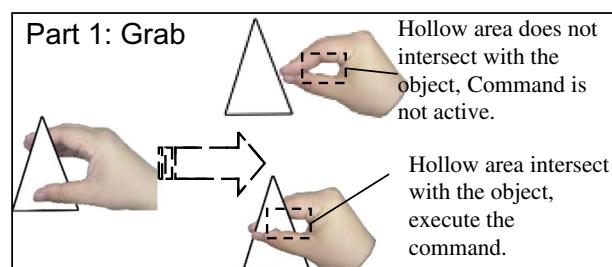 Part 1: Grab
Hollow area does not
intersect with the
object, Command is
not active.
Hollow area intersect
with the object,
execute the
command.